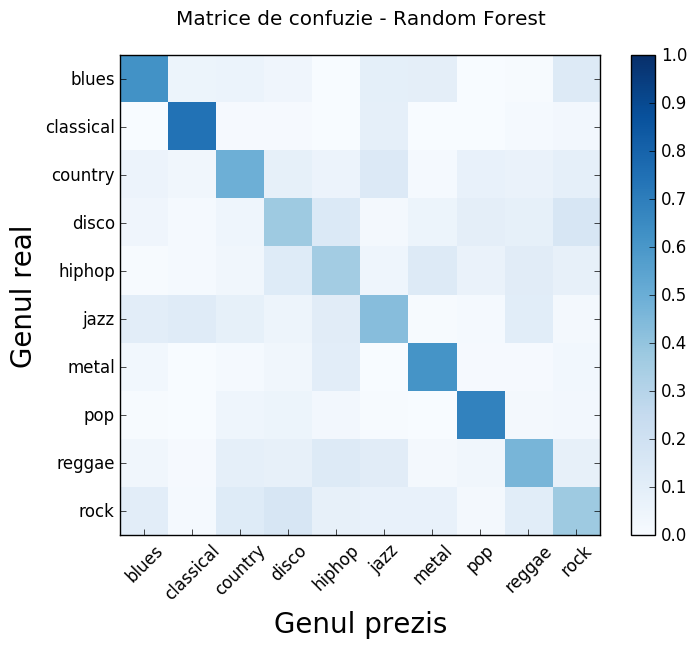 Matrice de confuzie - Random Forest
Genul real
blues
classical
country
disco
hiphop
jazz
metal
pop
reggae
rock
blues classical country disco hiphop jazz metal pop reggae rock
Genul prezis
1.0
0.9
0.8
0.7
0.6
0.5
0.4
0.3
0.2
0.1
0.0